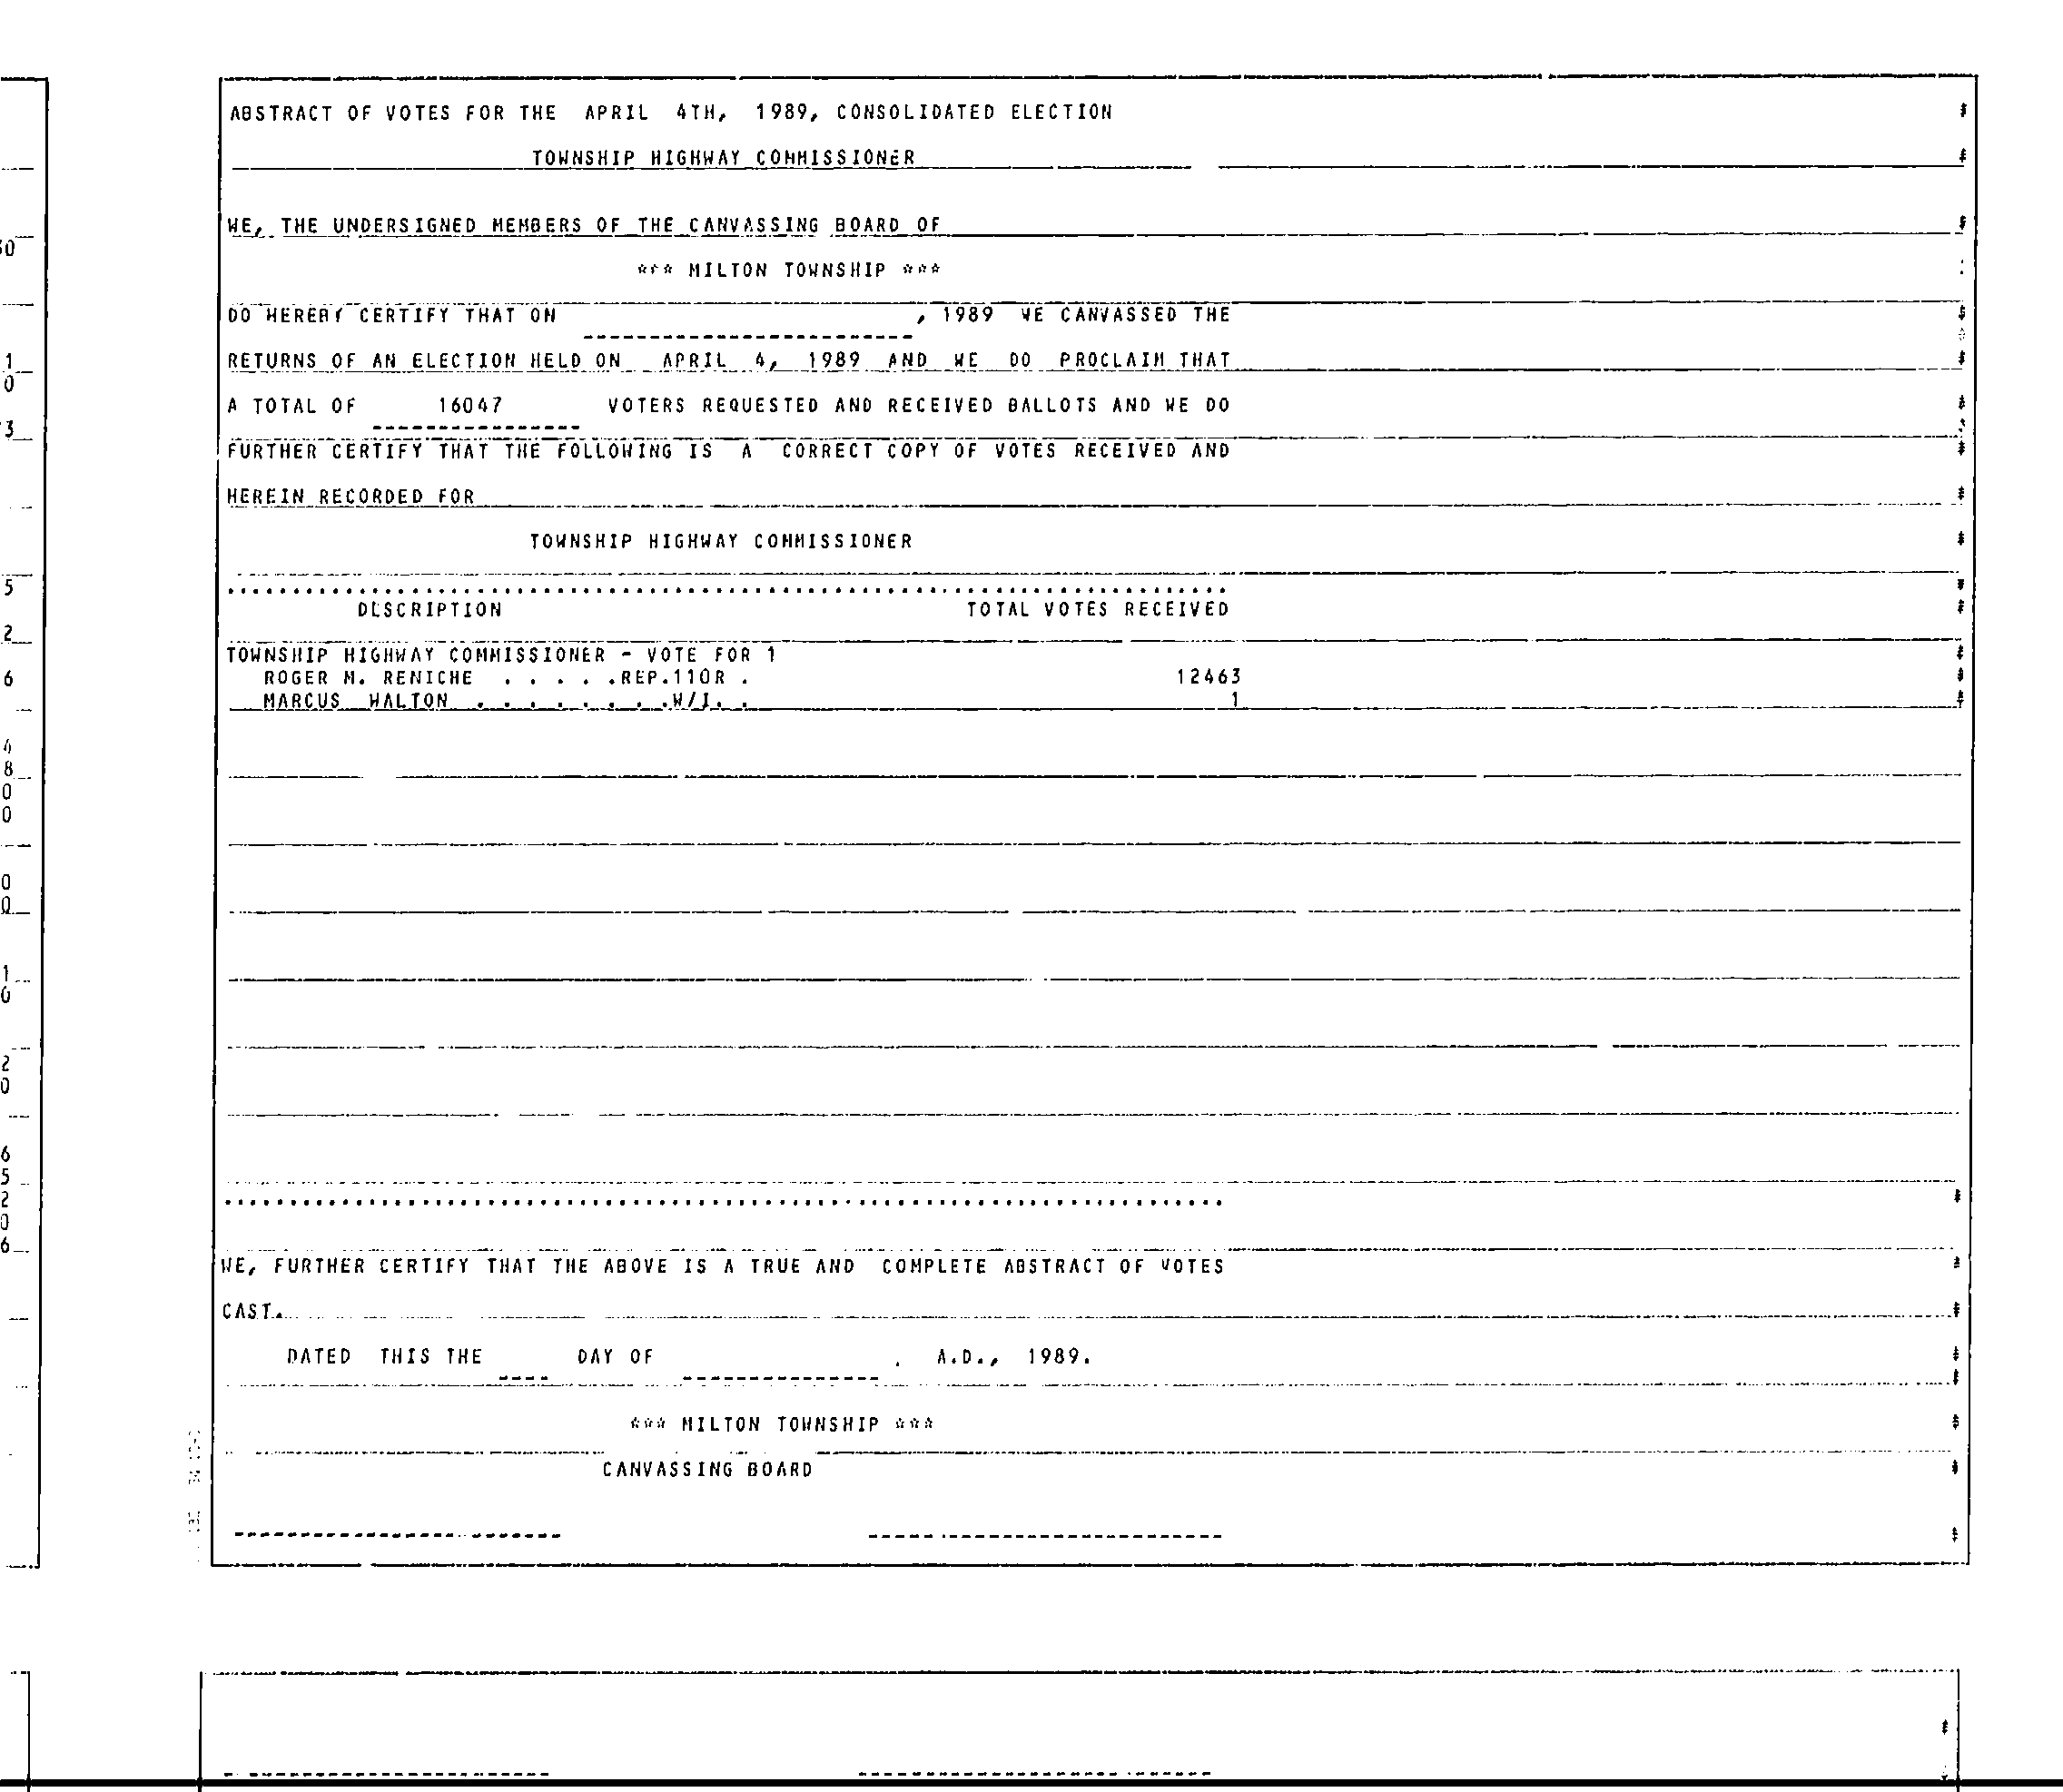 ABSTRACT OF VOTES FOR THE APRIL 4TH, 1989, CONSOLIDATED ELECTION
TOWNSHIP HIGHWAY COMMISSIONER
WE, THE UNDERSIGNED MEMBERS OF THE CANVASSING BOARD OF
*** MILTON TOWNSHIP ***
DO HEREBY CERTIFY THAT ON , 1989 WE CANVASSED THE
RETURNS OF AN ELECTION HELD ON APRIL 4, 1989 AND WE DO PROCLAIM THAT
A TOTAL OF 16047 VOTERS REQUESTED AND RECEIVED BALLOTS AND WE DO
FURTHER CERTIFY THAT THE FOLLOWING IS A CORRECT COPY OF VOTES RECEIVED AND
HEREIN RECORDED FOR
TOWNSHIP HIGHWAY COMMISSIONER
DESCRIPTION TOTAL VOTES RECEIVED
TOWNSHIP HIGHWAY COMMISSIONER - VOTE FOR 1
ROGER M. RENICHE . . . . .REP.110R . 12463
MARCUS WALTON . . . . . . . .W/I. . 1
WE, FURTHER CERTIFY THAT THE ABOVE IS A TRUE AND COMPLETE ABSTRACT OF VOTES
CAST.
DATED THIS THE DAY OF , A.D., 1989.
*** MILTON TOWNSHIP ***
CANVASSING BOARD